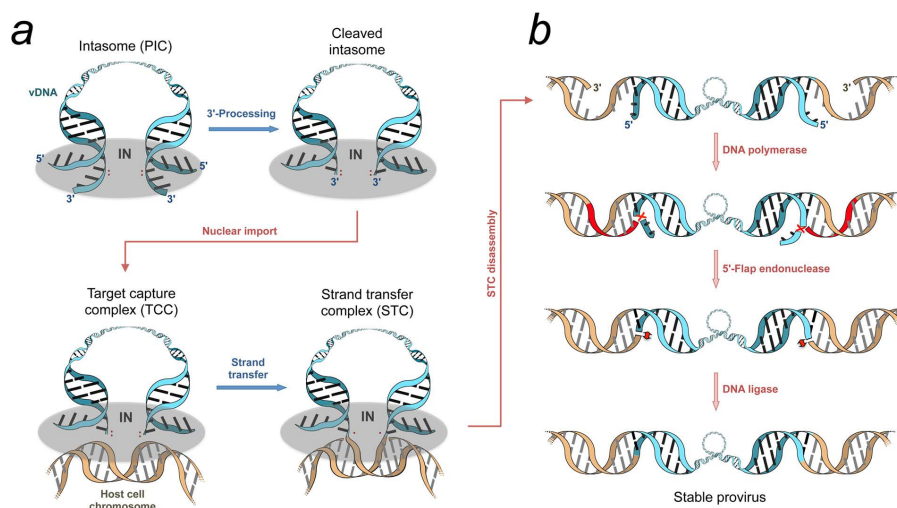 a
Intasome (PIC)
Cleaved
intasome
vDNA
3'-Processing
IN
IN
5'
5'
3'
3'
3'
3'
Nuclear import
Target capture
complex (TCC)
Strand transfer
complex (STC)
Strand
transfer
IN
IN
Host cell
chromosome
STC disassembly
b
3'
3'
5'
5'
DNA polymerase
5'-Flap endonuclease
DNA ligase
Stable provirus